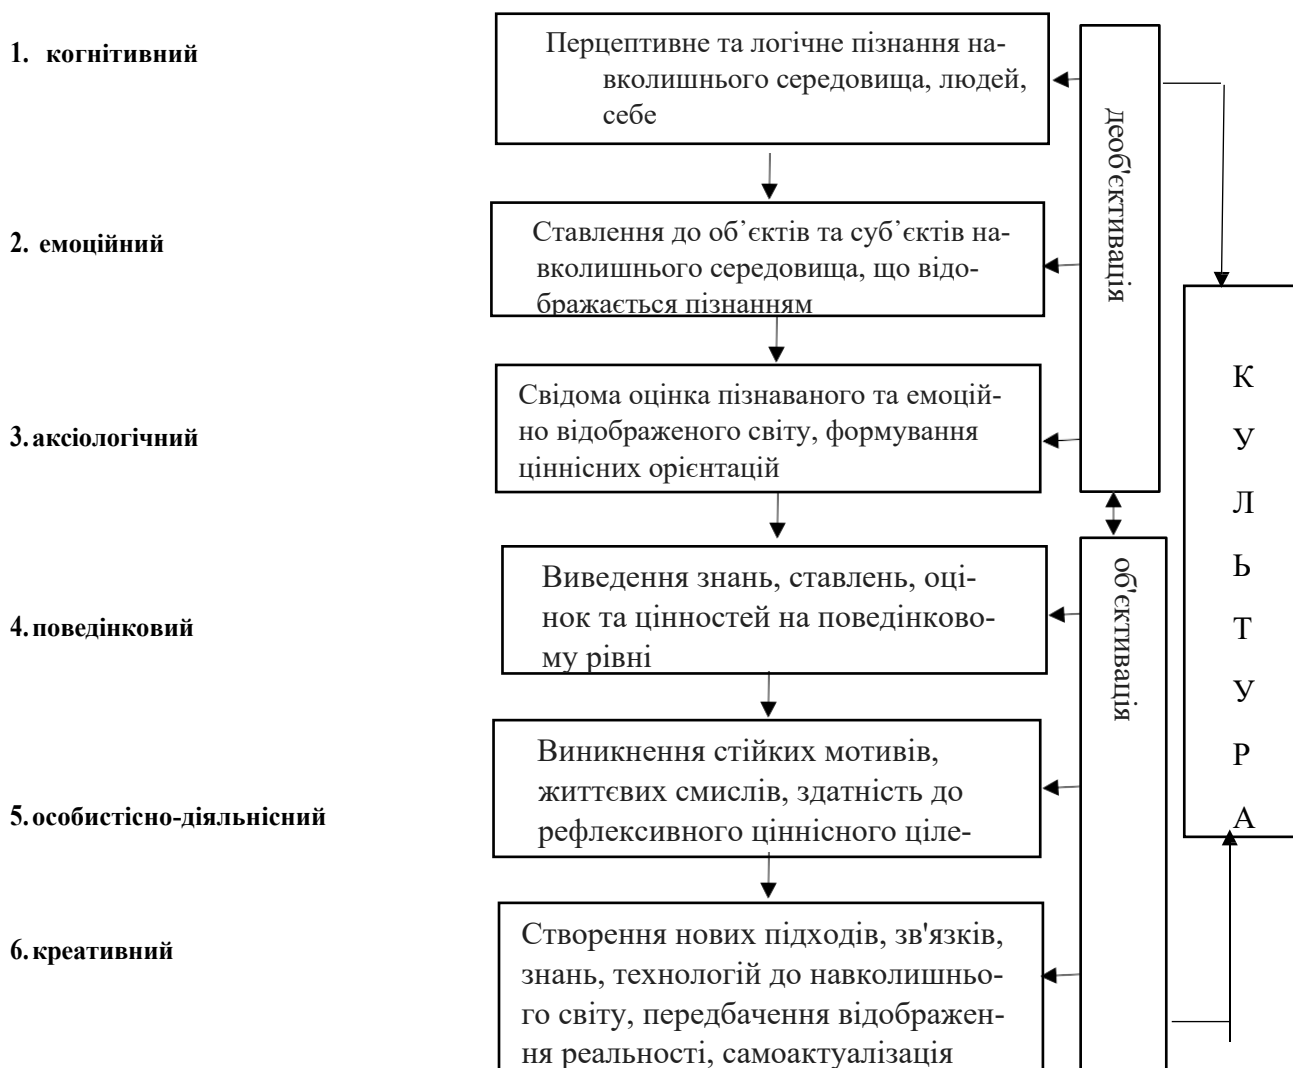 1. когнітивний
Перцептивне та логічне пізнання на-
вколишнього середовища, людей,
себе
2. емоційний
Ставлення до об’єктів та суб’єктів на-
вколишнього середовища, що відо-
бражається пізнанням
3. аксіологічний
Свідома оцінка пізнаваного та емоцій-
но відображеного світу, формування
ціннісних орієнтацій
4. поведінковий
Виведення знань, ставлень, оці-
нок та цінностей на поведінково-
му рівні
5. особистісно-діяльнісний
Виникнення стійких мотивів,
життєвих смислів, здатність до
рефлексивного ціннісного ціле-
6. креативний
Створення нових підходів, зв'язків,
знань, технологій до навколишньо-
го світу, передбачення відображен-
ня реальності, самоактуалізація
деоб'єктивація
об'єктивація
К
У
Л
Ь
Т
У
Р
А